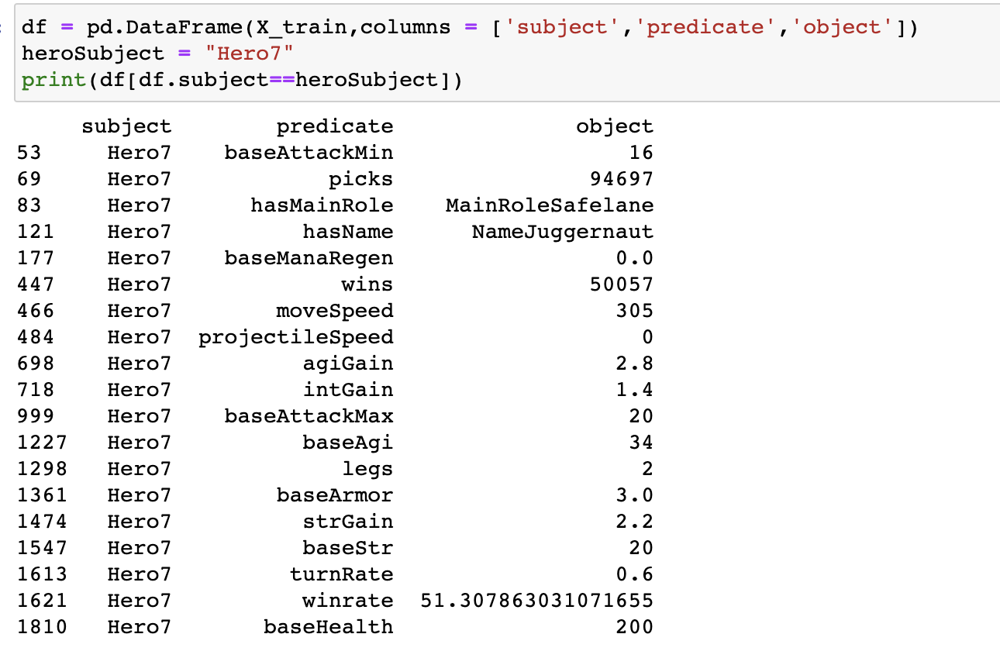 df = pd.DataFrame(X_train,columns = ['subject','predicate','object'])
heroSubject = "Hero7"
print(df[df.subject==heroSubject])
subject predicate object
53 Hero7 baseAttackMin 16
69 Hero7 picks 94697
83 Hero7 hasMainRole MainRoleSafelane
121 Hero7 hasName NameJuggernaut
177 Hero7 baseManaRegen 0.0
447 Hero7 wins 50057
466 Hero7 moveSpeed 305
484 Hero7 projectileSpeed 0
698 Hero7 agiGain 2.8
718 Hero7 intGain 1.4
999 Hero7 baseAttackMax 20
1227 Hero7 baseAgi 34
1298 Hero7 legs 2
1361 Hero7 baseArmor 3.0
1474 Hero7 strGain 2.2
1547 Hero7 baseStr 20
1613 Hero7 turnRate 0.6
1621 Hero7 winrate 51.307863031071655
1810 Hero7 baseHealth 200